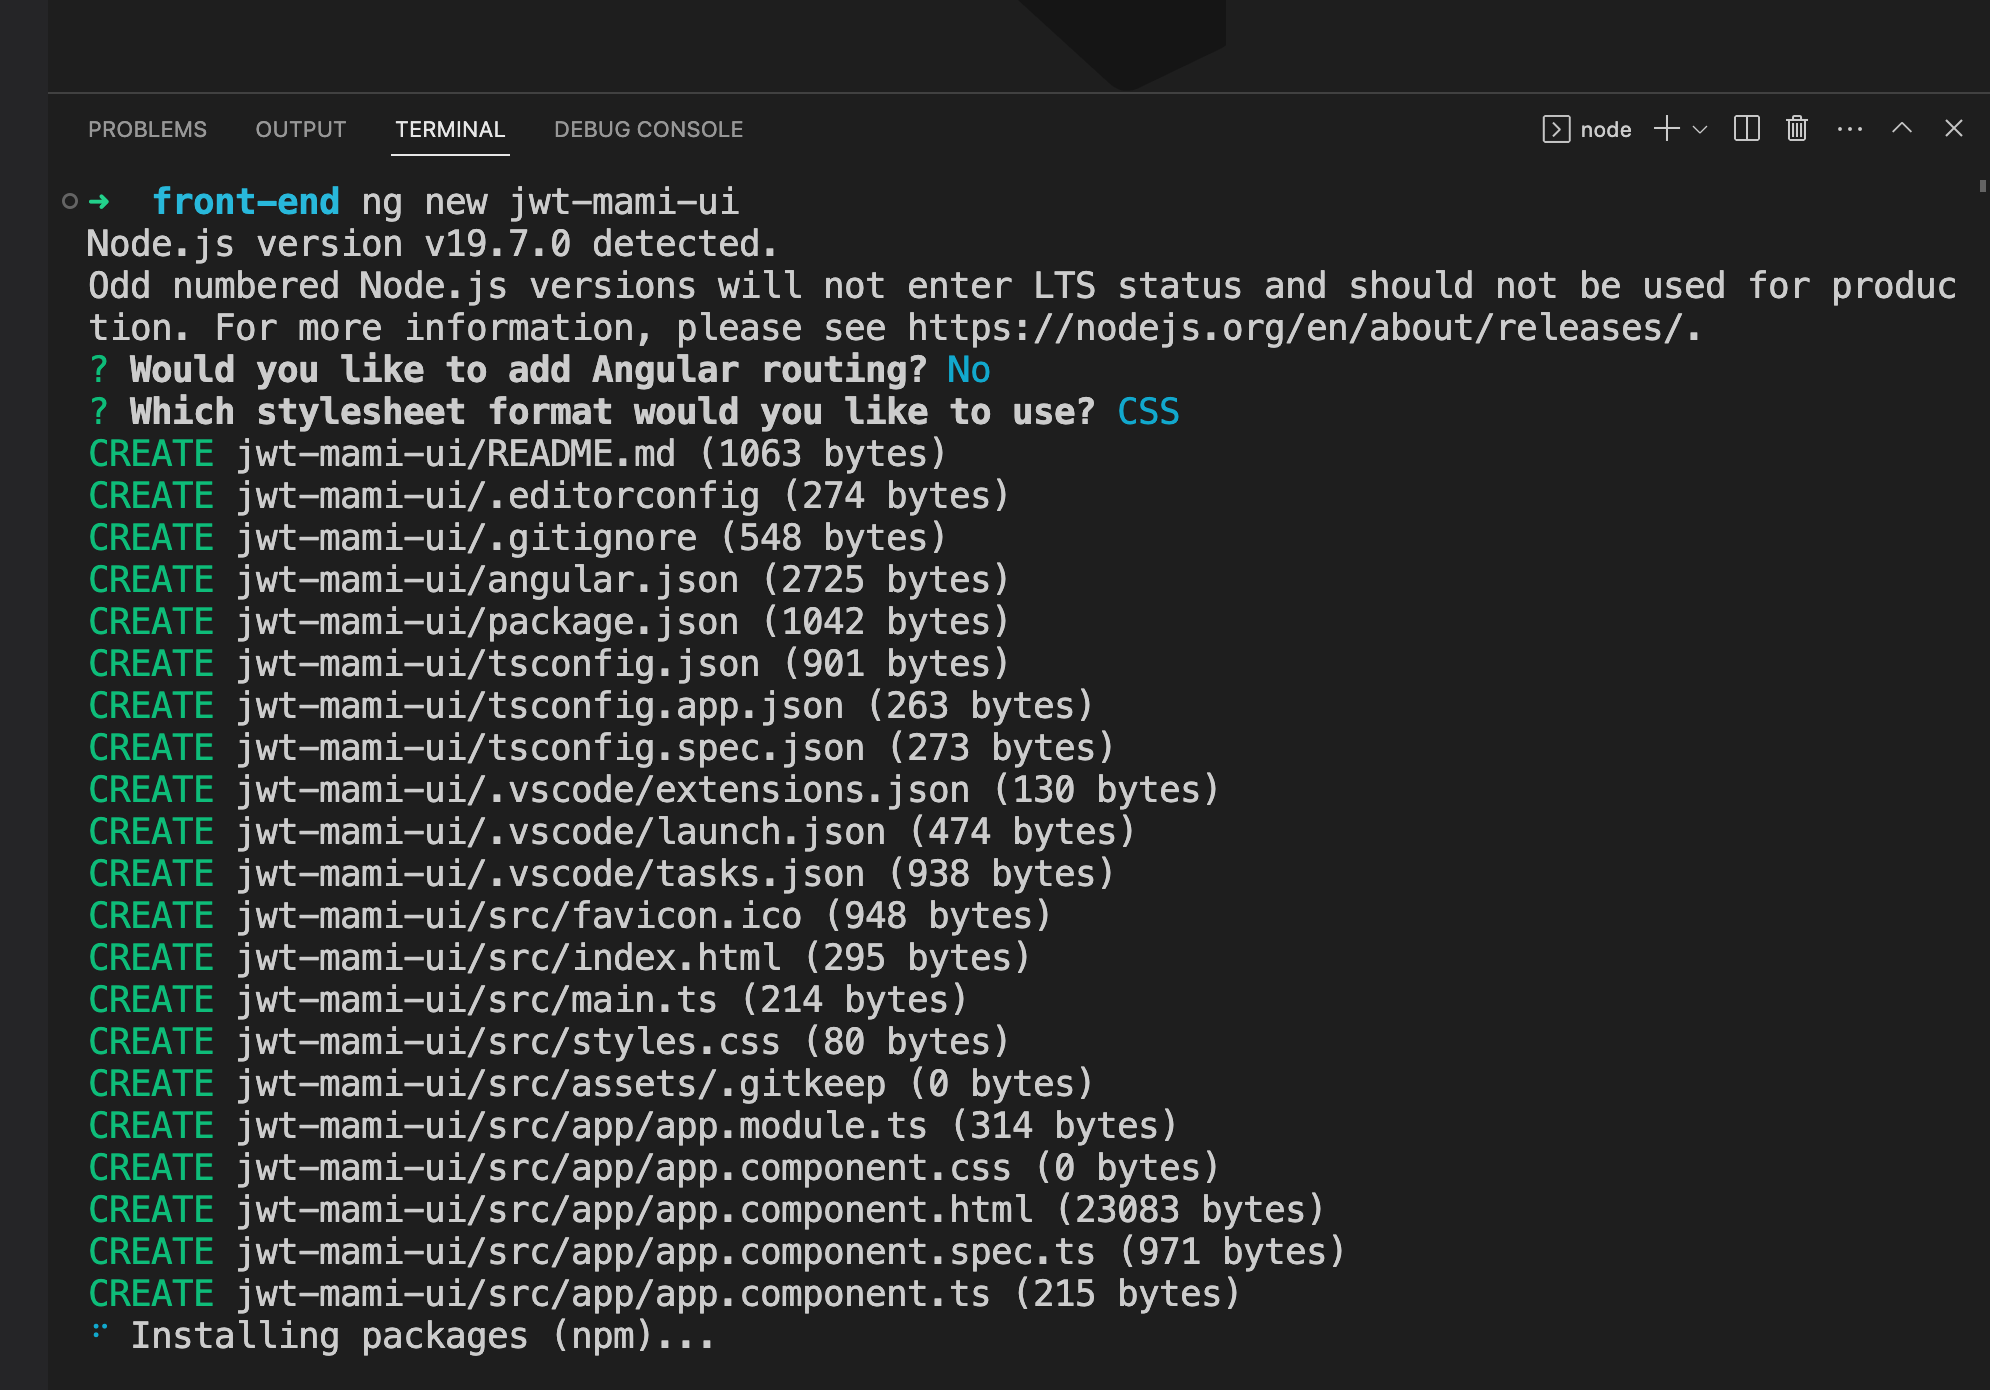 PROBLEMS OUTPUT TERMINAL DEBUG CONSOLE node
➜ front-end ng new jwt-mami-ui
Node.js version v19.7.0 detected.
Odd numbered Node.js versions will not enter LTS status and should not be used for produc
tion. For more information, please see https://nodejs.org/en/about/releases/.
? Would you like to add Angular routing? No
? Which stylesheet format would you like to use? CSS
CREATE jwt-mami-ui/README.md (1063 bytes)
CREATE jwt-mami-ui/.editorconfig (274 bytes)
CREATE jwt-mami-ui/.gitignore (548 bytes)
CREATE jwt-mami-ui/angular.json (2725 bytes)
CREATE jwt-mami-ui/package.json (1042 bytes)
CREATE jwt-mami-ui/tsconfig.json (901 bytes)
CREATE jwt-mami-ui/tsconfig.app.json (263 bytes)
CREATE jwt-mami-ui/tsconfig.spec.json (273 bytes)
CREATE jwt-mami-ui/.vscode/extensions.json (130 bytes)
CREATE jwt-mami-ui/.vscode/launch.json (474 bytes)
CREATE jwt-mami-ui/.vscode/tasks.json (938 bytes)
CREATE jwt-mami-ui/src/favicon.ico (948 bytes)
CREATE jwt-mami-ui/src/index.html (295 bytes)
CREATE jwt-mami-ui/src/main.ts (214 bytes)
CREATE jwt-mami-ui/src/styles.css (80 bytes)
CREATE jwt-mami-ui/src/assets/.gitkeep (0 bytes)
CREATE jwt-mami-ui/src/app/app.module.ts (314 bytes)
CREATE jwt-mami-ui/src/app/app.component.css (0 bytes)
CREATE jwt-mami-ui/src/app/app.component.html (23083 bytes)
CREATE jwt-mami-ui/src/app/app.component.spec.ts (971 bytes)
CREATE jwt-mami-ui/src/app/app.component.ts (215 bytes)
Installing packages (npm)...